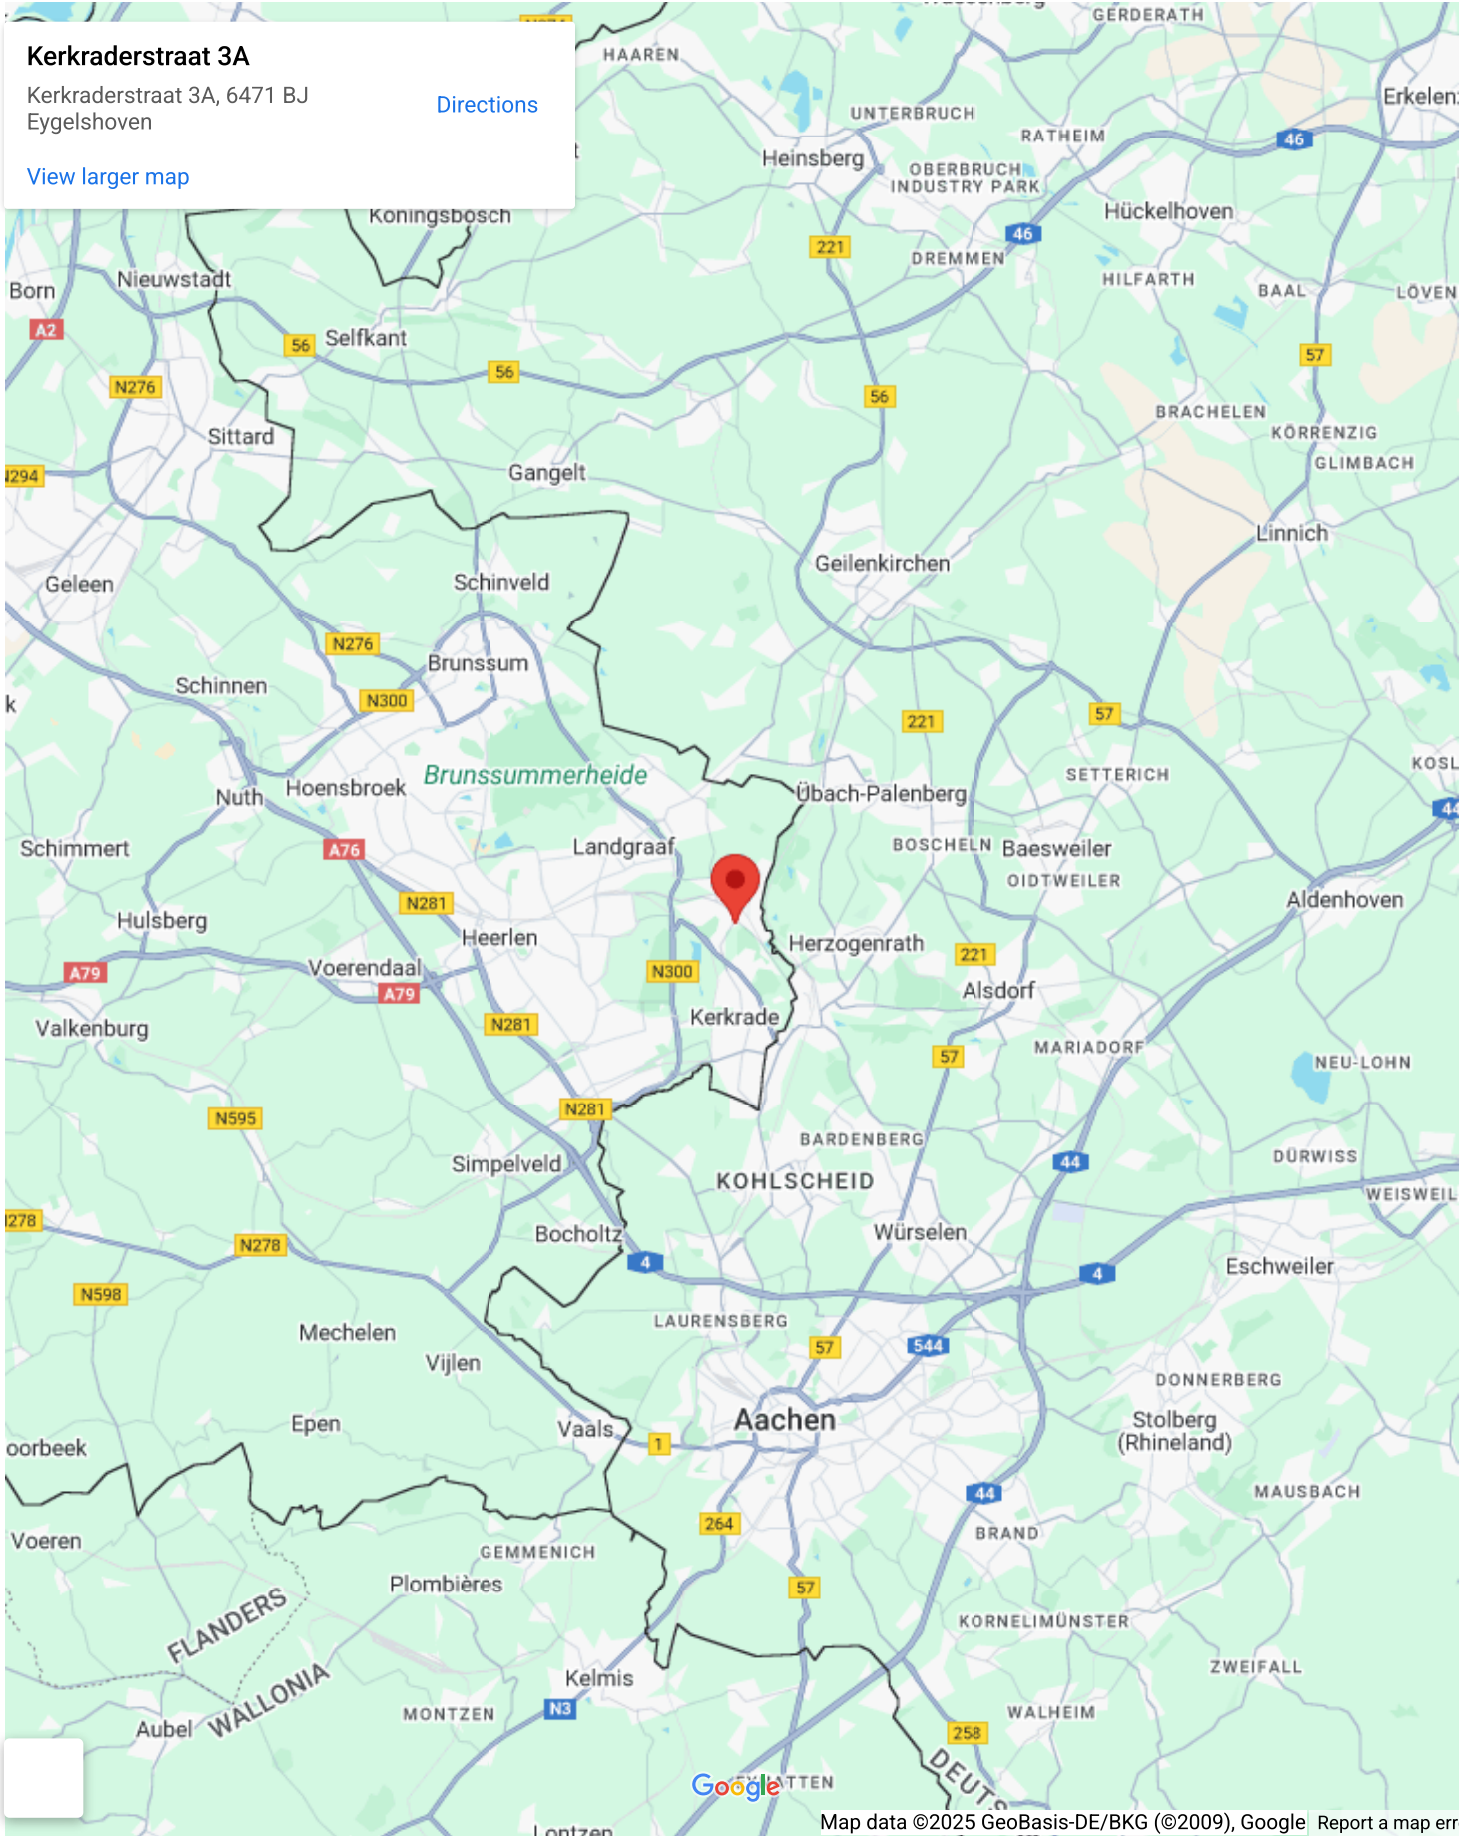 Kerkraderstraat 3A
Kerkraderstraat 3A, 6471 BJ
Eygelshoven
Directions
View larger map
HAAREN
GERDERATH
Erkelen
UNTERBRUCH
RATHEIM
46
Heinsberg
OBERBRUCH
INDUSTRY PARK
Koningsbosch
Hückelhoven
46
221
DREMMEN
Nieuwstadt
HILFARTH
Born
BAAL
LÖVEN
A2
Selfkant
56
57
56
N276
56
BRACHELEN
Sittard
KÖRRENZIG
GLIMBACH
N294
Gangelt
Linnich
Geilenkirchen
Geleen
Schinveld
N276
Brunssum
Schinnen
N300
k
57
221
KOSL
Brunssummerheide
SETTERICH
Hoensbroek
Nuth
Übach-Palenberg
44
Schimmert
A76
Landgraaf
BOSCHELN
Baesweiler
OIDTWEILER
N281
Aldenhoven
Hulsberg
Heerlen
Herzogenrath
221
A79
Voerendaal
N300
A79
Alsdorf
Valkenburg
N281
Kerkrade
MARIADORF
57
NEU-LOHN
N595
N281
BARDENBERG
Simpelveld
KOHLSCHEID
44
DÜRWISS
WEISWEIL
278
N278
Bocholtz
Würselen
4
4
Eschweiler
N598
LAURENSBERG
Mechelen
57
544
Vijlen
DONNERBERG
Epen
Vaals
Aachen
Stolberg
(Rhineland)
oorbeek
1
44
MAUSBACH
264
BRAND
Voeren
GEMMENICH
Plombières
57
FLANDERS
KORNELIMÜNSTER
WALLONIA
Kelmis
ZWEIFALL
Aubel
MONTZEN
N3
WALHEIM
258
DEUTS
Google
ATTEN
Lontzen
Map data ©2025 GeoBasis-DE/BKG (©2009), Google
Report a map err